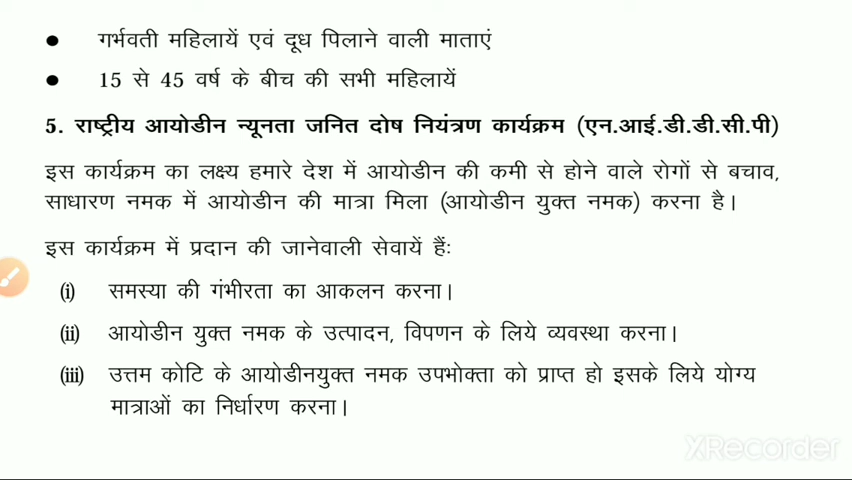 ● गर्भवती महिलायें एवं दूध पिलाने वाली माताएं
● 15 से 45 वर्ष के बीच की सभी महिलायें
5. राष्ट्रीय आयोडीन न्यूनता जनित दोष नियंत्रण कार्यक्रम (एन.आई.डी.डी.सी.पी)
इस कार्यक्रम का लक्ष्य हमारे देश में आयोडीन की कमी से होने वाले रोगों से बचाव,
साधारण नमक में आयोडीन की मात्रा मिला (आयोडीन युक्त नमक) करना है।
इस कार्यक्रम में प्रदान की जानेवाली सेवायें हैंः
(i) समस्या की गंभीरता का आकलन करना।
(ii) आयोडीन युक्त नमक के उत्पादन, विपणन के लिये व्यवस्था करना।
(iii) उत्तम कोटि के आयोडीनयुक्त नमक उपभोक्ता को प्राप्त हो इसके लिये योग्य
मात्राओं का निर्धारण करना।
XRecorder